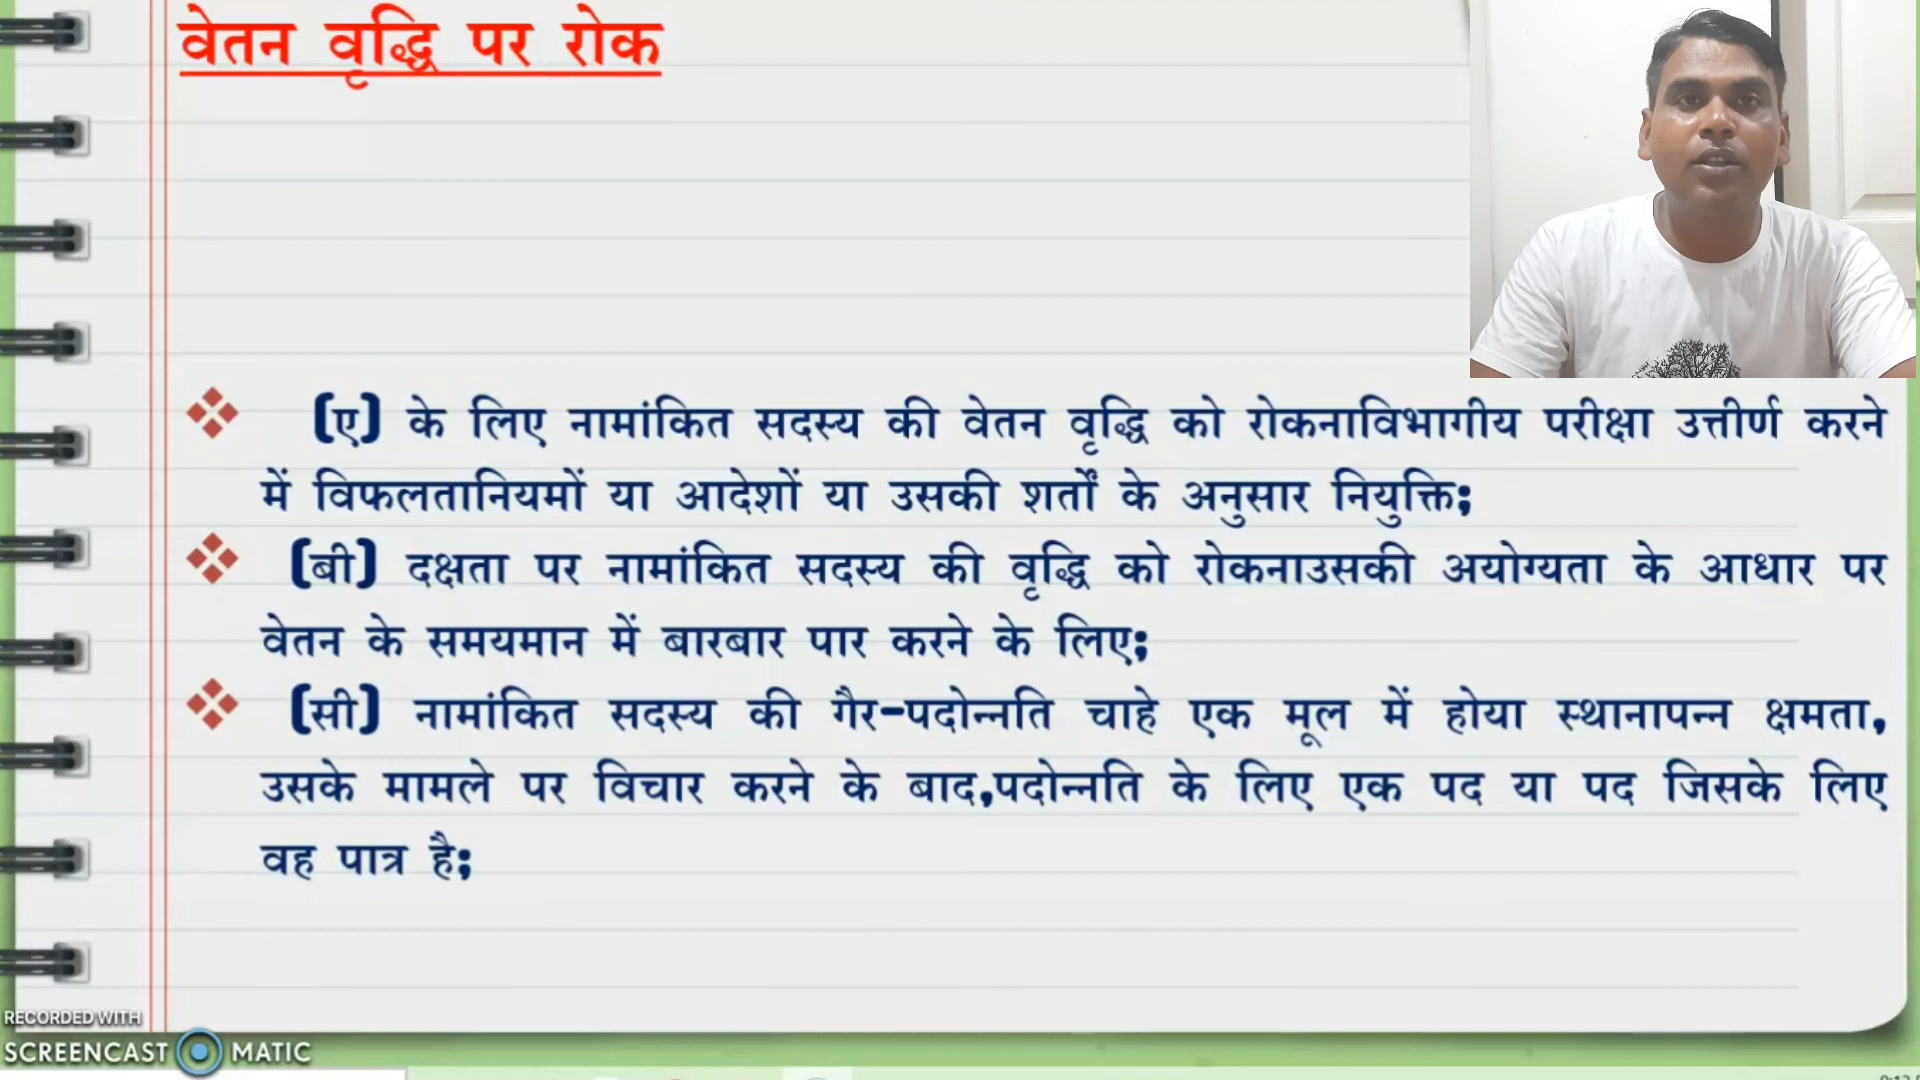 वेतन वृद्धि पर रोक
(ए) के लिए नामांकित सदस्य की वेतन वृद्धि को रोकनाविभागीय परीक्षा उत्तीर्ण करने
में विफलतानियमों या आदेशों या उसकी शर्तों के अनुसार नियुक्ति;
(बी) दक्षता पर नामांकित सदस्य की वृद्धि को रोकनाउसकी अयोग्यता के आधार पर
वेतन के समयमान में बारबार पार करने के लिए;
(सी) नामांकित सदस्य की गैर-पदोन्नति चाहे एक मूल में होया स्थानापन्न क्षमता,
उसके मामले पर विचार करने के बाद,पदोन्नति के लिए एक पद या पद जिसके लिए
वह पात्र है;
RECORDED WITH
SCREENCAST MATIC